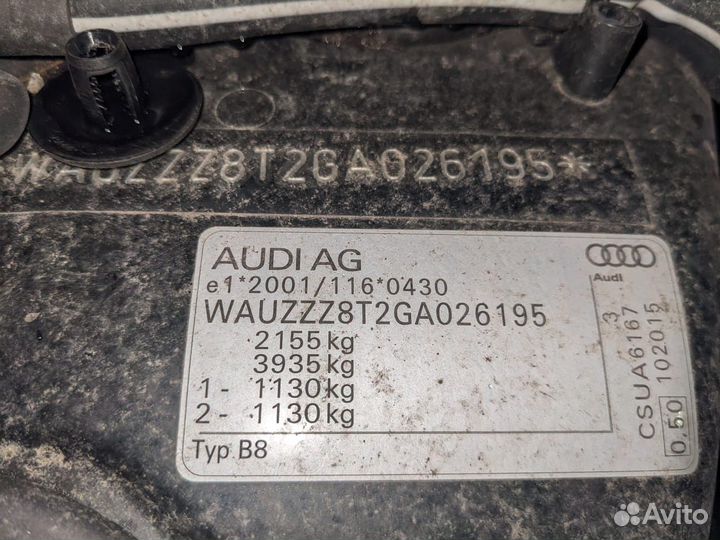 WAUZZZ8T2GA026195*
AUDI AG
Audi
e1*2001/116*0430
WAUZZZ8T2GA026195
2155 kg
3935 kg
1- 1130 kg
2- 1130 kg
Typ B8
3
CSUA6167
102015
0.50
Avito